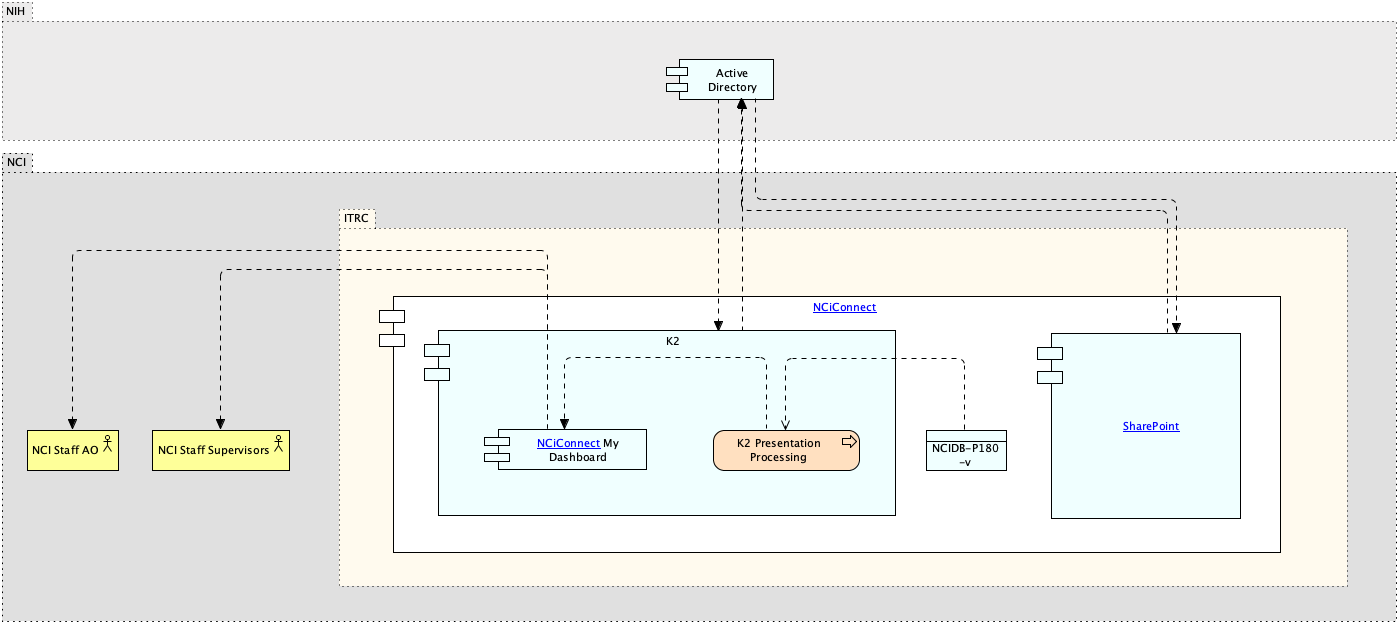 NIH
Active
Directory
NCI
ITRC
NCiConnect
K2
NCI Staff AO
NCI Staff Supervisors
NCiConnect My
Dashboard
K2 Presentation
Processing
NCIDB-P180
-v
SharePoint